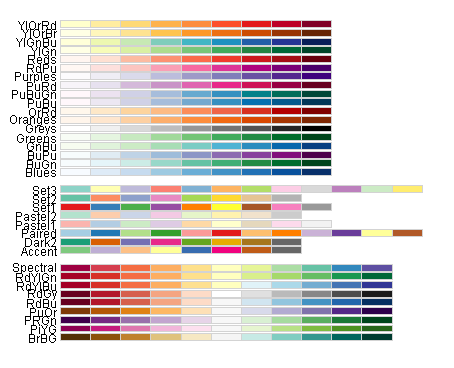 YlOrRd
YlOrBr
YlGnBu
YlGn
Reds
RdPu
Purples
PuRd
PuBuGn
PuBu
OrRd
Oranges
Greys
Greens
GnBu
BuPu
BuGn
Blues
Set3
Set2
Set1
Pastel2
Pastel1
Paired
Dark2
Accent
Spectral
RdYlGn
RdYlBu
RdGy
RdBu
PuOr
PRGn
PiYG
BrBG